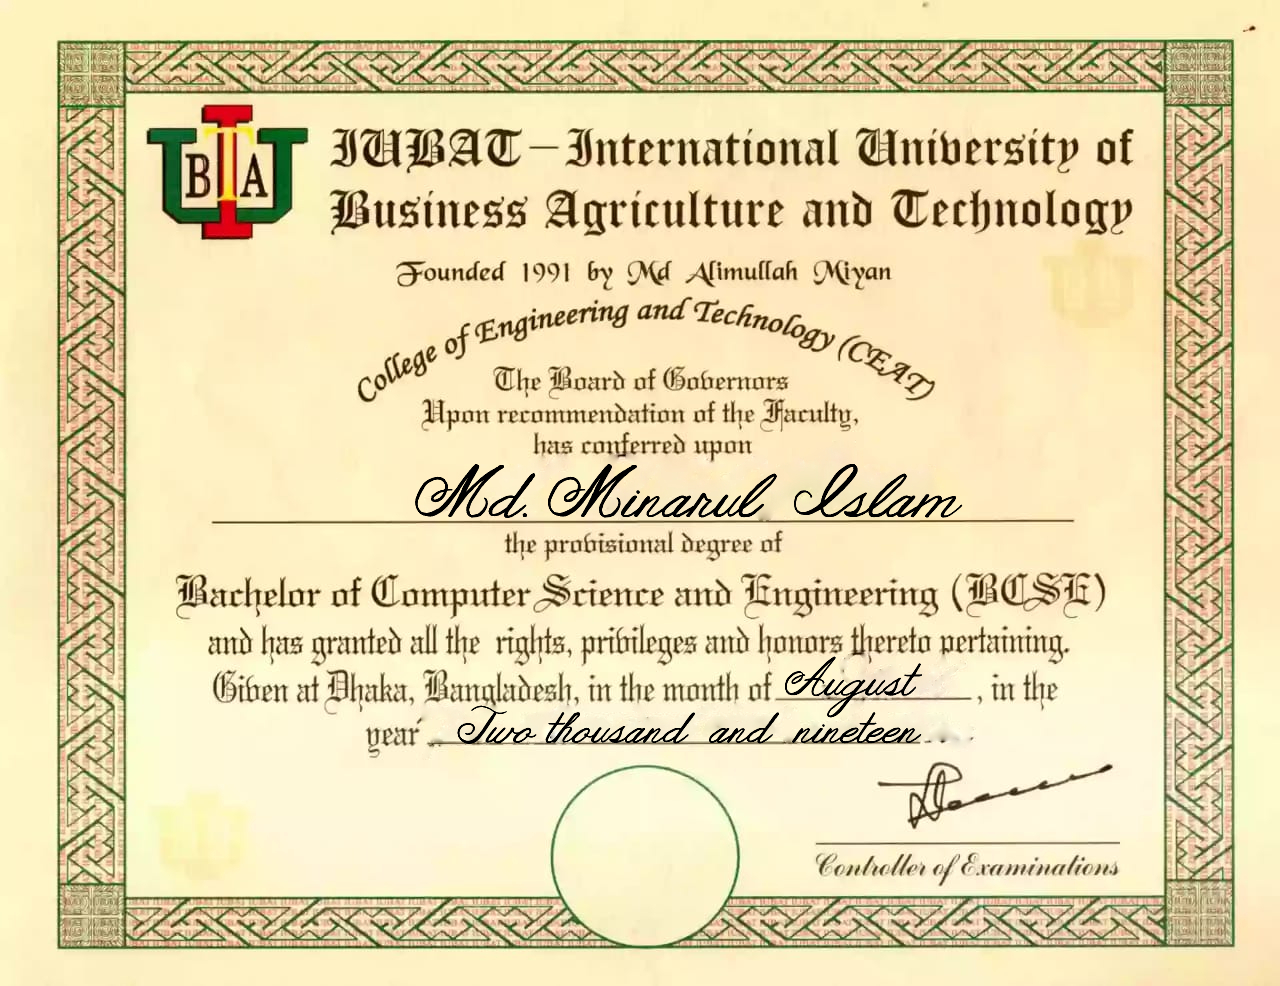 IUBAT – International University of
Business Agriculture and Technology
Founded 1991 by Md Alimullah Miyan
College of Engineering and Technology (CEAT)
The Board of Governors
Upon recommendation of the Faculty,
has conferred upon
Md. Minarul Islam
the provisional degree of
Bachelor of Computer Science and Engineering (BCSE)
and has granted all the rights, privileges and honors thereto pertaining.
Given at Dhaka, Bangladesh, in the month of August, in the
year Two thousand and nineteen
Controller of Examinations